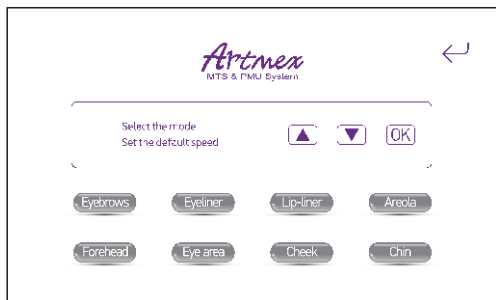 Artmex
MTS & PMU System
Select the mode
Set the default speed
OK
Eyebrows Eyeliner Lip-liner Areola
Forehead Eye area Cheek Chin